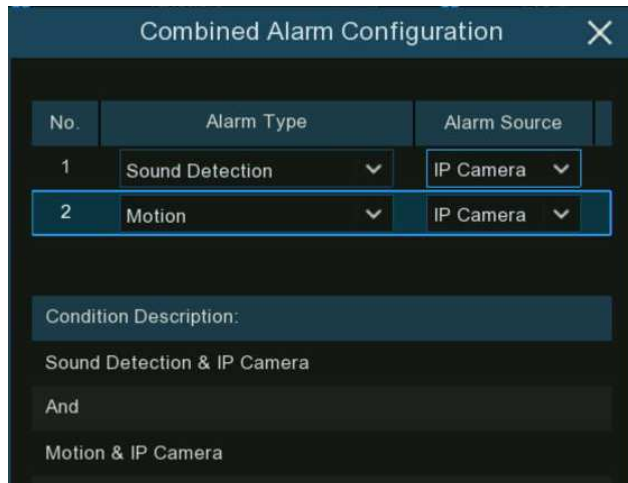 Combined Alarm Configuration
No. Alarm Type Alarm Source
1 Sound Detection IP Camera
2 Motion IP Camera
Condition Description:
Sound Detection & IP Camera
And
Motion & IP Camera